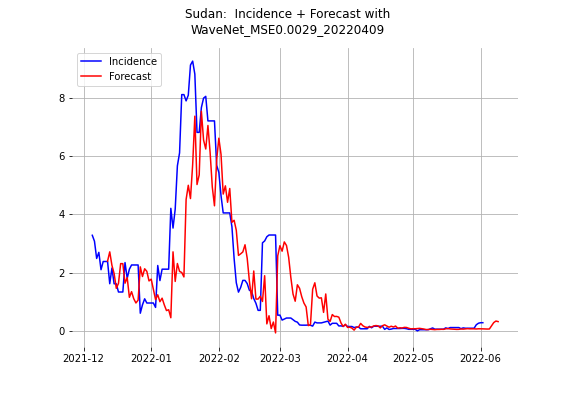 Sudan:  Incidence + Forecast with
WaveNet_MSE0.0029_20220409
Incidence
Forecast
8
6
4
2
0
2021-12 2022-01 2022-02 2022-03 2022-04 2022-05 2022-06